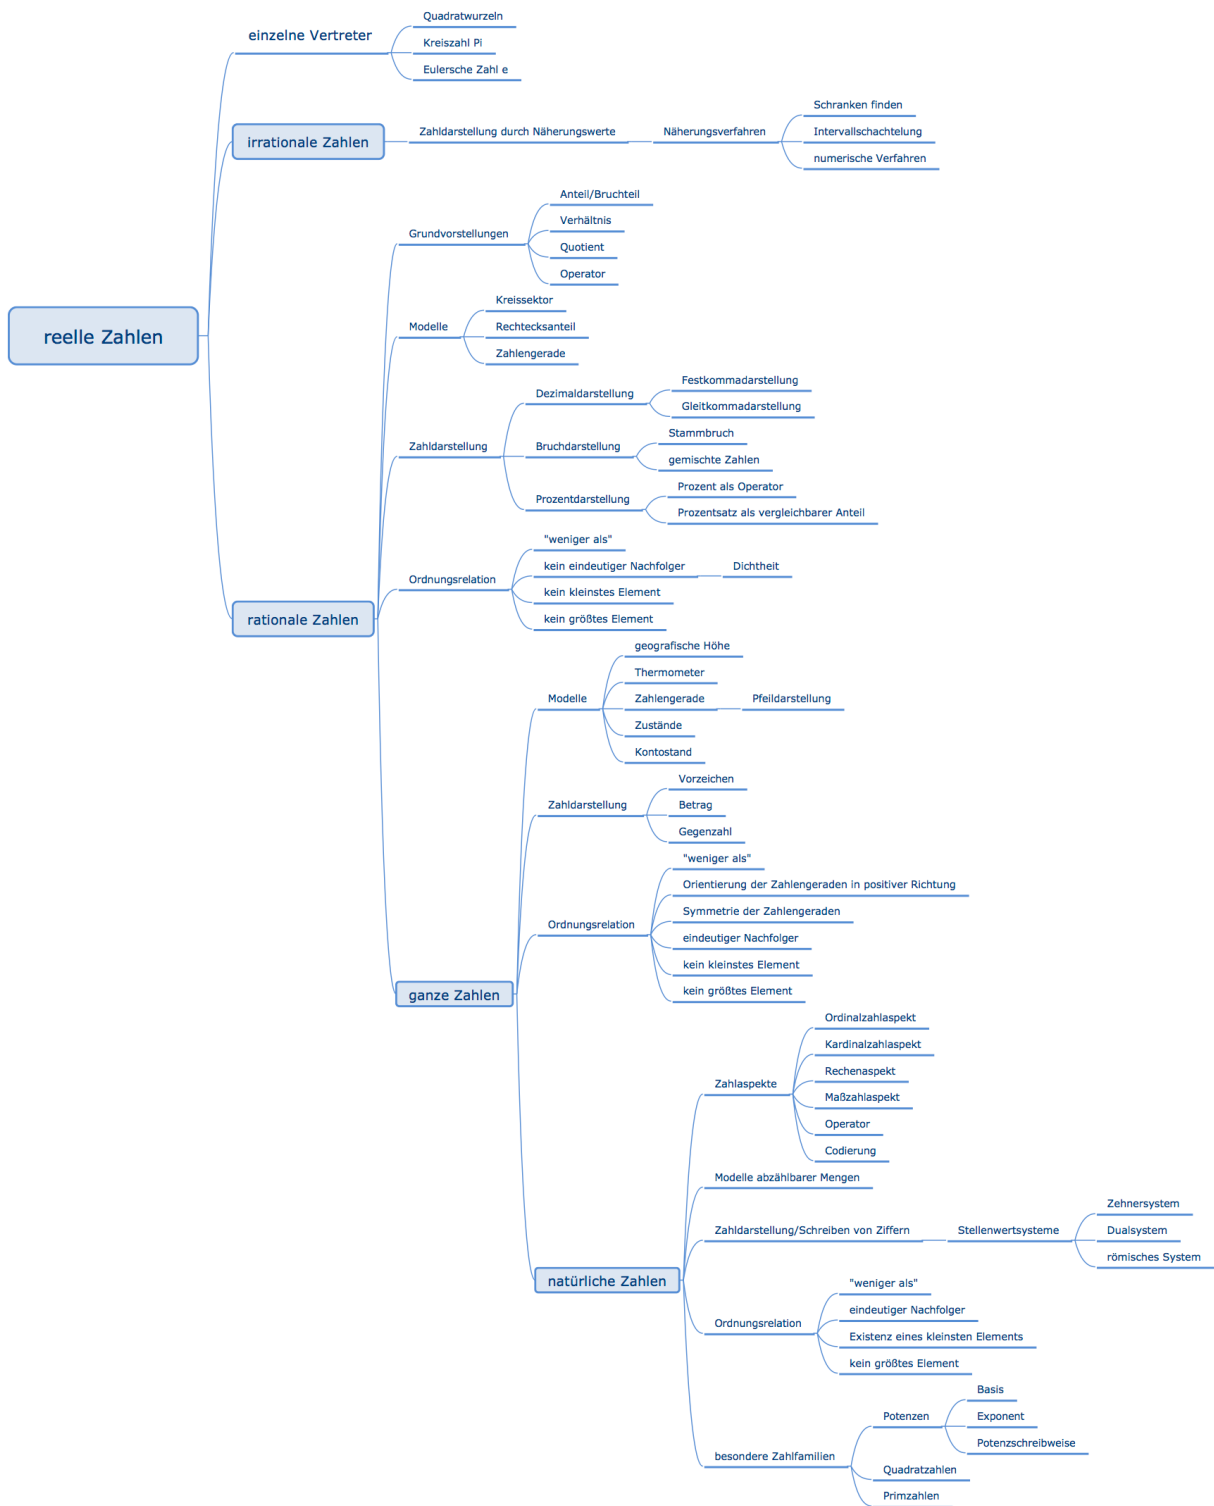 Quadratwurzeln
einzelne Vertreter
Kreiszahl Pi
Eulersche Zahl e
Schranken finden
irrationale Zahlen
Zahldarstellung durch Näherungswerte
Näherungsverfahren
Intervallschachtelung
numerische Verfahren
Anteil/Bruchteil
Verhältnis
Grundvorstellungen
Quotient
Operator
reelle Zahlen
Kreissektor
Modelle
Rechtecksanteil
Zahlengerade
Festkommadarstellung
Dezimaldarstellung
Gleitkommadarstellung
Stammbruch
Zahldarstellung
Bruchdarstellung
gemischte Zahlen
Prozent als Operator
Prozentdarstellung
Prozentsatz als vergleichbarer Anteil
"weniger als"
kein eindeutiger Nachfolger
Dichtheit
Ordnungsrelation
kein kleinstes Element
kein größtes Element
rationale Zahlen
geografische Höhe
Thermometer
Modelle
Zahlengerade
Pfeildarstellung
Zustände
Kontostand
Vorzeichen
Zahldarstellung
Betrag
Gegenzahl
"weniger als"
Orientierung der Zahlengeraden in positiver Richtung
Symmetrie der Zahlengeraden
Ordnungsrelation
eindeutiger Nachfolger
kein kleinstes Element
kein größtes Element
ganze Zahlen
Ordinalzahlaspekt
Kardinalzahlaspekt
Rechenaspekt
Zahlaspekte
Maßzahlaspekt
Operator
Codierung
Modelle abzählbarer Mengen
Zehnersystem
Zahldarstellung/Schreiben von Ziffern
Stellenwertsysteme
Dualsystem
römisches System
natürliche Zahlen
"weniger als"
eindeutiger Nachfolger
Ordnungsrelation
Existenz eines kleinsten Elements
kein größtes Element
Basis
Potenzen
Exponent
Potenzschreibweise
besondere Zahlfamilien
Quadratzahlen
Primzahlen